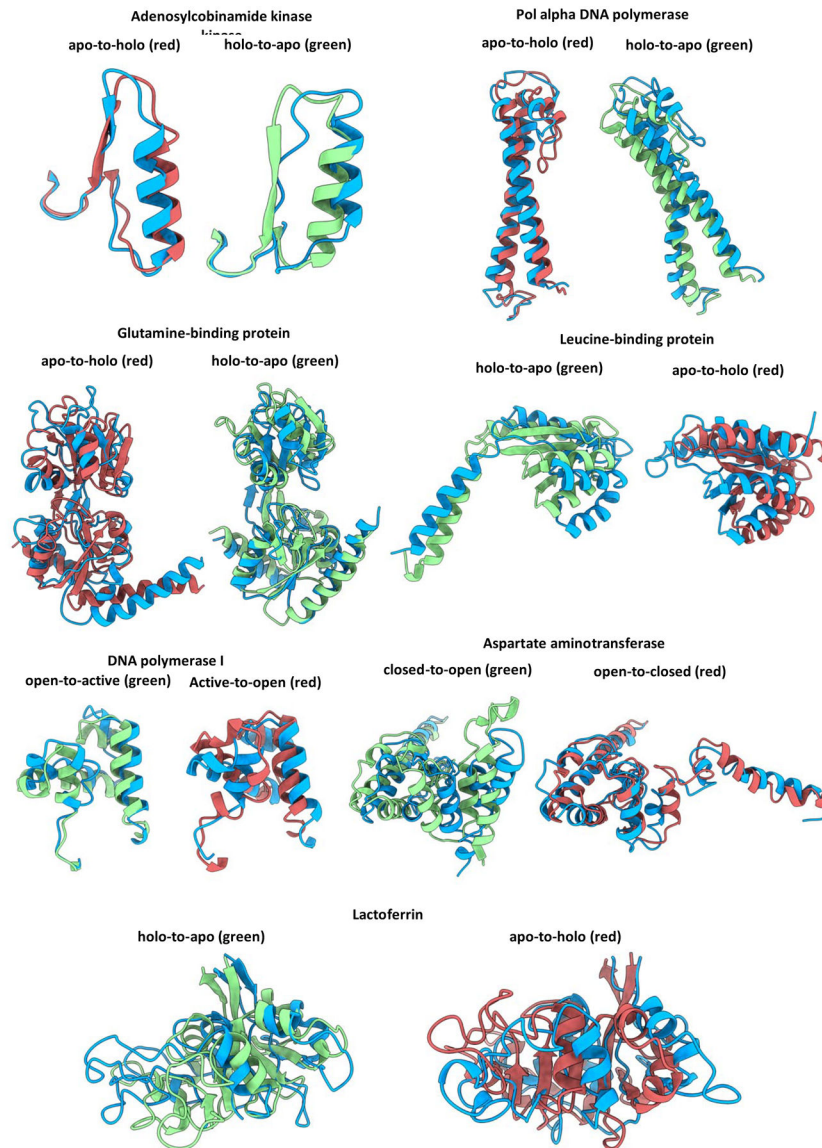 Adenosylcobinamide kinase
kinase
apo-to-holo (red)
holo-to-apo (green)
Pol alpha DNA polymerase
apo-to-holo (red)
holo-to-apo (green)
Glutamine-binding protein
apo-to-holo (red)
holo-to-apo (green)
Leucine-binding protein
holo-to-apo (green)
apo-to-holo (red)
DNA polymerase I
open-to-active (green)
Active-to-open (red)
Aspartate aminotransferase
closed-to-open (green)
open-to-closed (red)
Lactoferrin
holo-to-apo (green)
apo-to-holo (red)